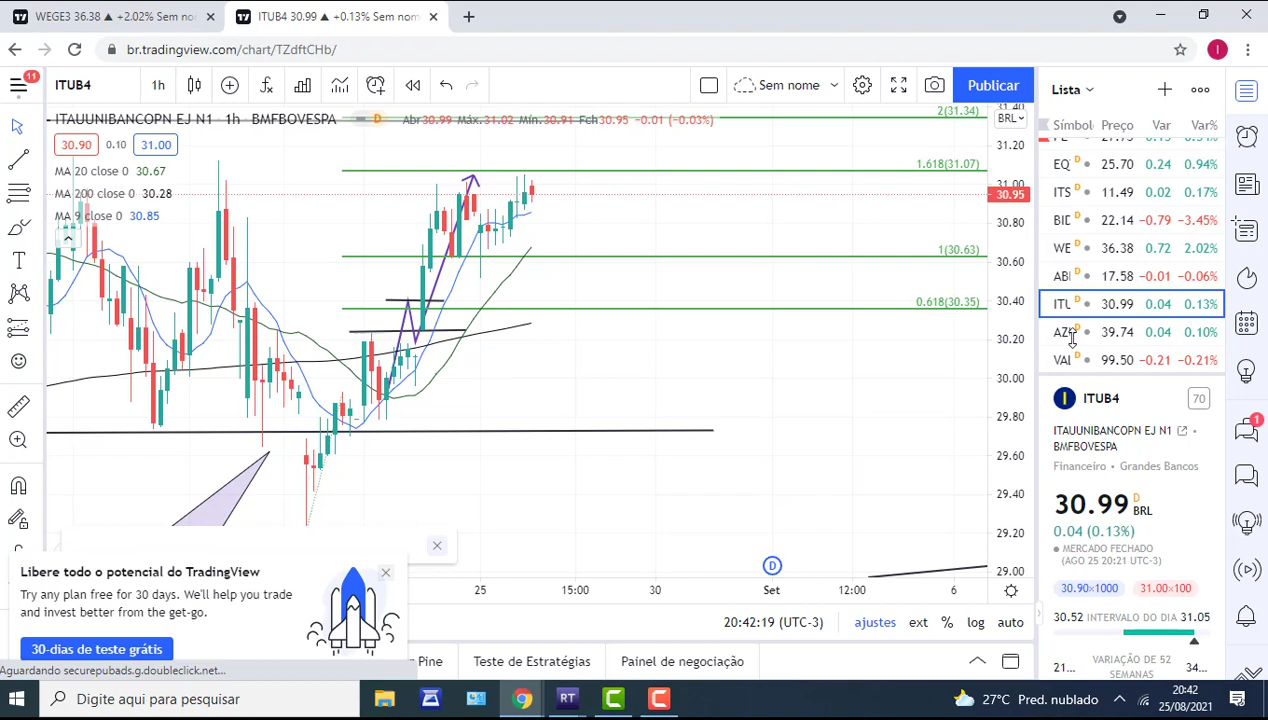 WEGE3 36.38 ▲ +2.02% Sem no
ITUB4 30.99 ▲ +0.13% Sem nom
br.tradingview.com/chart/TZdftCHb/
I
11
ITUB4
1h
Sem nome
Publicar
Lista
ITAUUNIBANCOPN EJ N1 · 1h · BMFBOVESPA
D
Abr30.99 Máx.31.02 Mín.30.91 Fch30.95 −0.01 (−0.03%)
30.90 0.10 31.00
MA 20 close 0 30.67
MA 200 close 0 30.28
MA 9 close 0 30.85
2(31.34)
1.618(31.07)
1(30.63)
0.618(30.35)
31.40
BRL
31.20
31.00
30.95
30.80
30.60
30.40
30.20
30.00
29.80
29.60
29.40
29.20
29.00
Símbol Preço Var Var%
EQ D 25.70 0.24 0.94%
ITS D 11.49 0.02 0.17%
BID D 22.14 −0.79 −3.45%
WE D 36.38 0.72 2.02%
ABI D 17.58 −0.01 −0.06%
ITU D 30.99 0.04 0.13%
AZ D 39.74 0.04 0.10%
VAI D 99.50 −0.21 −0.21%
ITUB4
70
ITAUUNIBANCOPN EJ N1
BMFBOVESPA
Financeiro • Grandes Bancos
30.99 D BRL
0.04 (0.13%)
MERCADO FECHADO
(AGO 25 20:21 UTC-3)
30.90×1000 31.00×100
30.52 INTERVALO DO DIA 31.05
21... VARIAÇÃO DE 52 SEMANAS 34...
1
D
25 15:00 30 Set 12:00 6
20:42:19 (UTC-3) ajustes ext % log auto
Libere todo o potencial do TradingView
Try any plan free for 30 days. We'll help you trade
and invest better from the get-go.
30-dias de teste grátis
Aguardando securepubads.g.doubleclick.net...
Pine
Teste de Estratégias
Painel de negociação
Digite aqui para pesquisar
RT
27°C Pred. nublado
20:42
25/08/2021